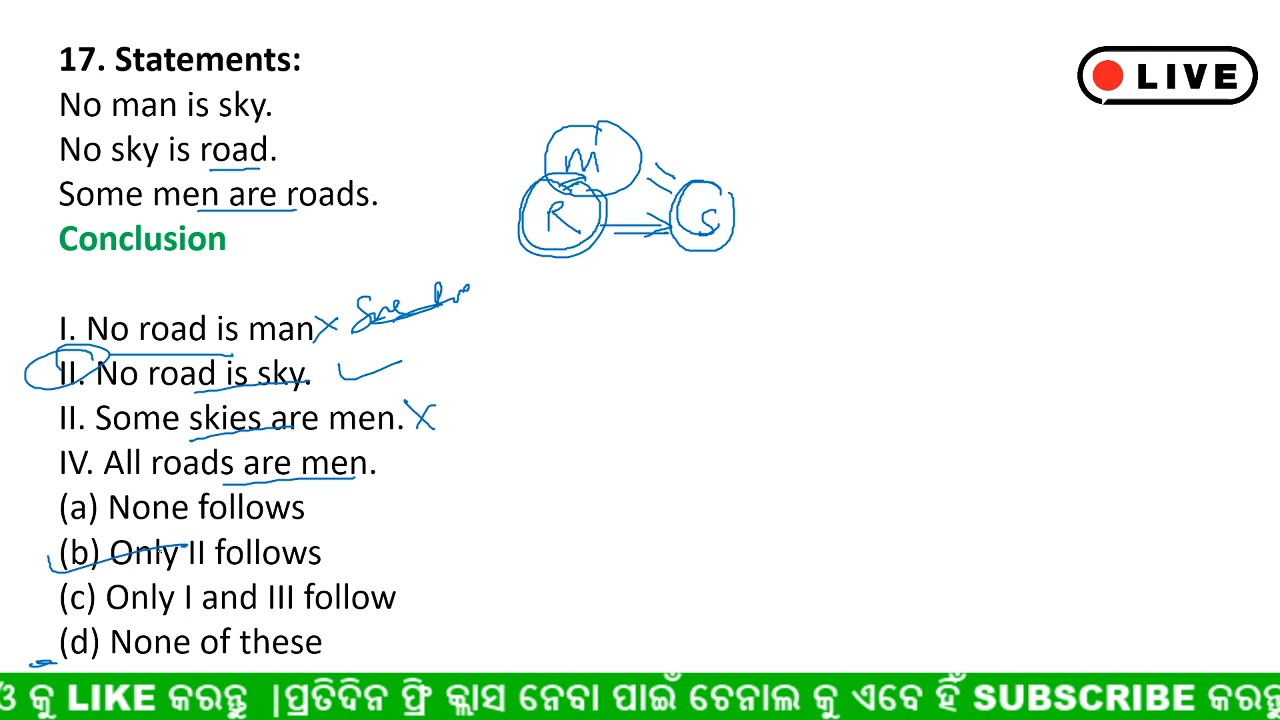 17. Statements:
LIVE
No man is sky.
No sky is road.
Some men are roads.
Conclusion
M
R
S
I. No road is man
II. No road is sky.
II. Some skies are men.
IV. All roads are men.
(a) None follows
(b) Only II follows
(c) Only I and III follow
(d) None of these
ଓ କୁ LIKE କରନ୍ତୁ |ପ୍ରତିଦିନ ଫ୍ରି କ୍ଲାସ ନେବା ପାଇଁ ଚେନାଲ କୁ ଏବେ ହିଁ SUBSCRIBE କରନ୍ତୁ